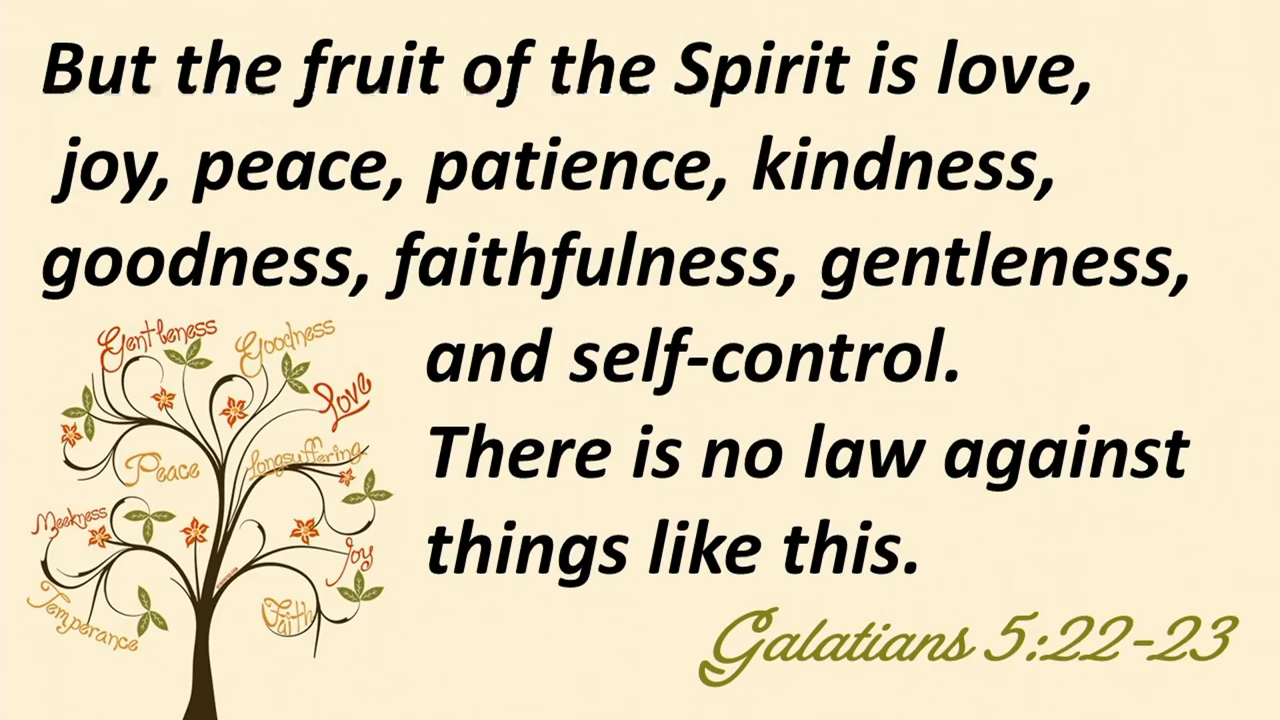 But the fruit of the Spirit is love,
joy, peace, patience, kindness,
goodness, faithfulness, gentleness,
and self-control.
There is no law against
things like this.
Galatians 5:22-23
Gentleness
Goodness
Love
Peace
Longsuffering
Meekness
Joy
Temperance
Faith